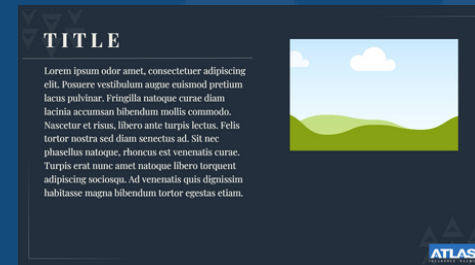 TITLE
Lorem ipsum odor amet, consectetuer adipiscing
elit. Posuere vestibulum augue euismod pretium
lacus pulvinar. Fringilla natoque curae diam
lacinia accumsan bibendum mollis commodo.
Nascetur et risus, libero ante turpis lectus. Felis
tortor nostra sed diam senectus ad. Sit nec
phasellus natoque, rhoncus est venenatis curae.
Turpis erat nunc amet natoque libero torquent
adipiscing sociosqu. Ad venenatis quis dignissim
habitasse magna bibendum tortor egestas etiam.
ATLAS